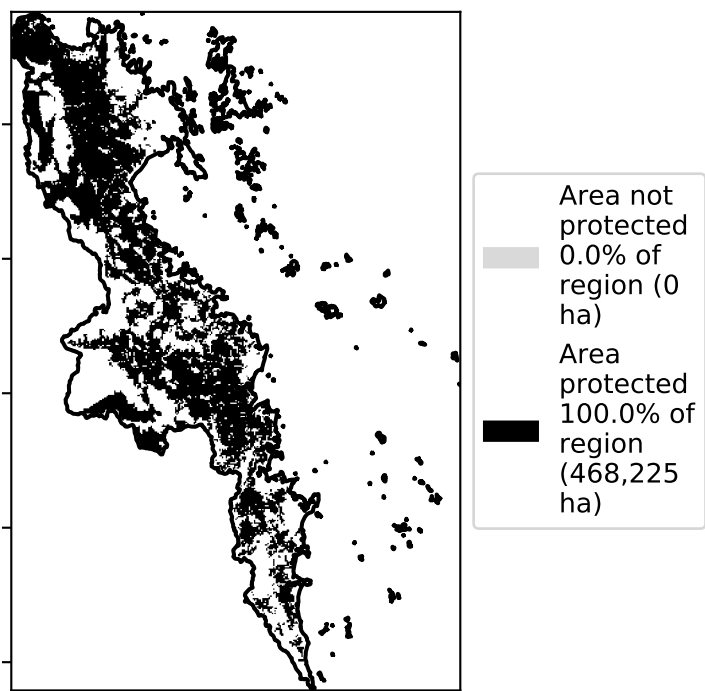 Area not
protected
0.0% of
region (0
ha)
Area
protected
100.0% of
region
(468,225
ha)